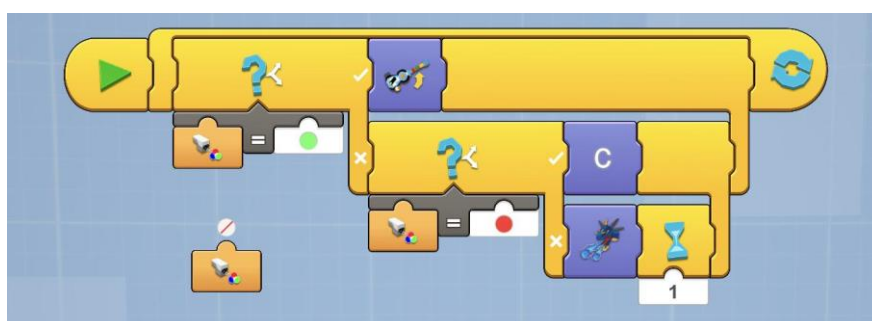 =
C
=
1